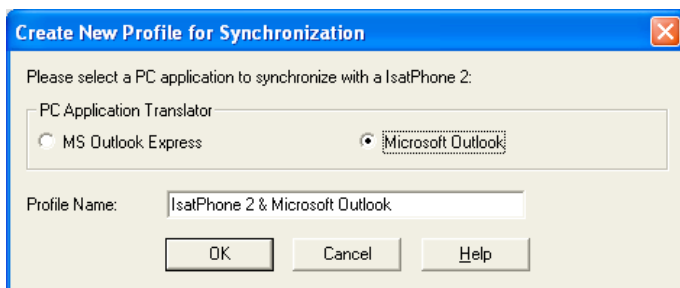 Create New Profile for Synchronization
Please select a PC application to synchronize with a IsatPhone 2:
PC Application Translator
MS Outlook Express Microsoft Outlook
Profile Name: IsatPhone 2 & Microsoft Outlook
OK Cancel Help